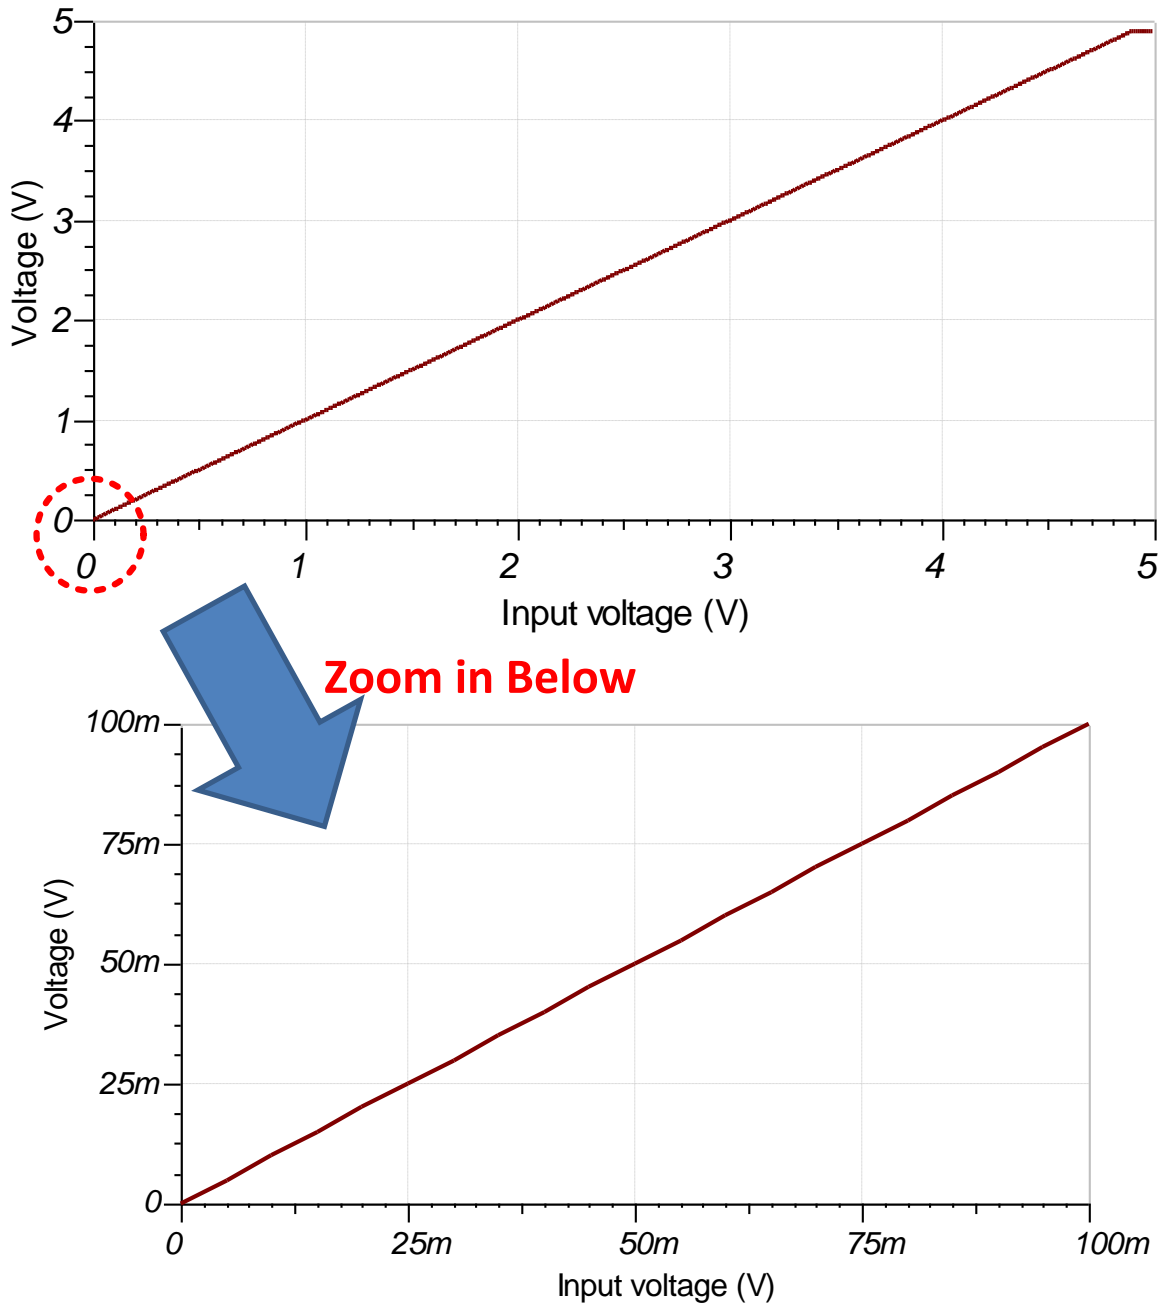 5
4
3
2
1
0
Voltage (V)
0 1 2 3 4 5
Input voltage (V)
Zoom in Below
100m
75m
50m
25m
0
Voltage (V)
0 25m 50m 75m 100m
Input voltage (V)